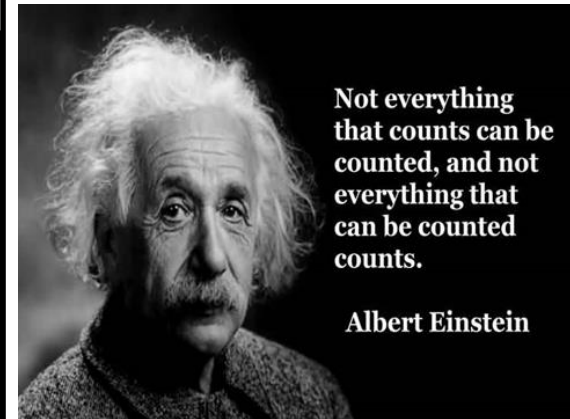 Not everything
that counts can be
counted, and not
everything that
can be counted
counts.
Albert Einstein